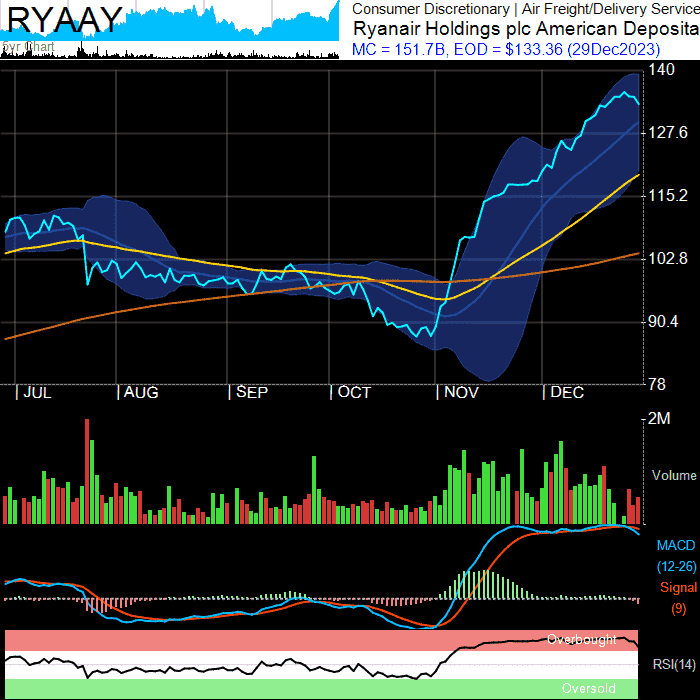 RYAAY
5yr Chart
Consumer Discretionary | Air Freight/Delivery Service
Ryanair Holdings plc American Deposita
MC = 151.7B, EOD = $133.36 (29Dec2023)
140
127.6
115.2
102.8
90.4
78
JUL AUG SEP OCT NOV DEC
2M
Volume
MACD
(12-26)
Signal
(9)
Overbought
RSI(14)
Oversold